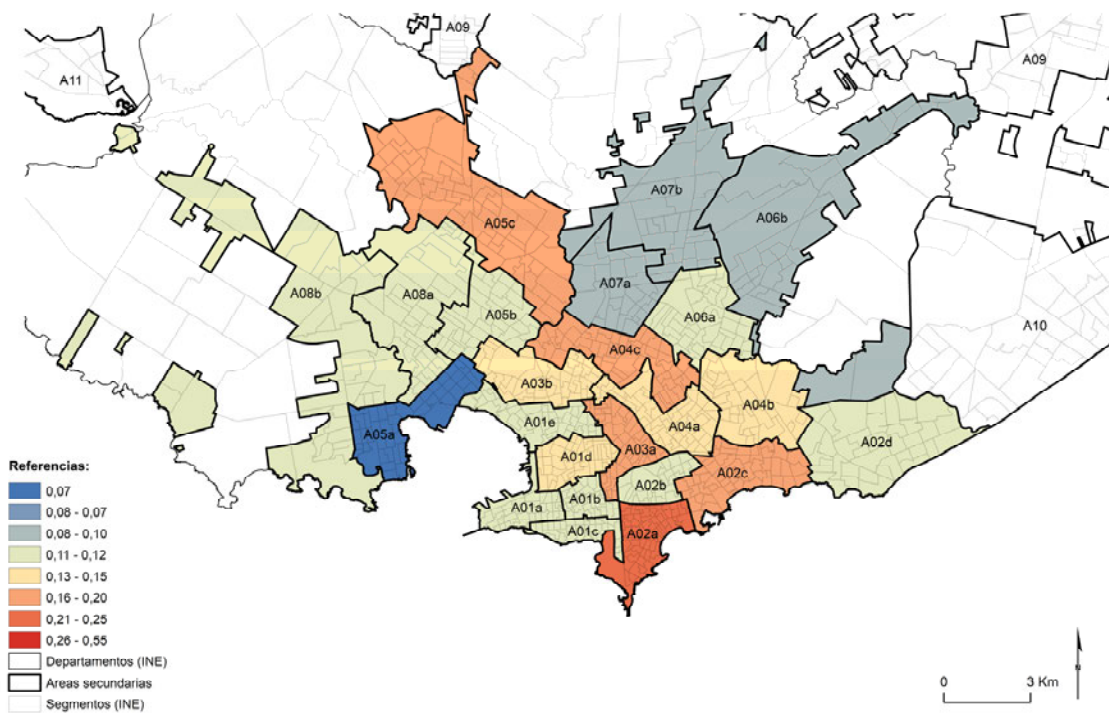 A09
A11
A09
A07b
A06b
A05c
A07a
A08b
A08a
A05b
A06a
A10
A04c
A03b
A04b
A01e
A04a
A05a
A03a
A02d
A01d
A02c
A02b
A01b
A01a
A01c
A02a
Referencias:
0,07
0,08 - 0,07
0,08 - 0,10
0,11 - 0,12
0,13 - 0,15
0,16 - 0,20
0,21 - 0,25
0,26 - 0,55
Departamentos (INE)
Areas secundarias
Segmentos (INE)
0 3 Km